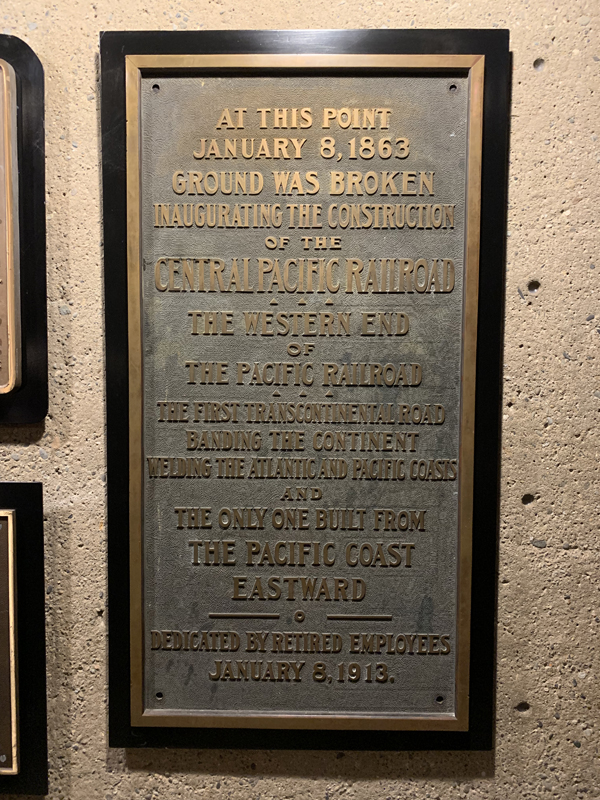 AT THIS POINT
JANUARY 8, 1863
GROUND WAS BROKEN
INAUGURATING THE CONSTRUCTION
OF THE
CENTRAL PACIFIC RAILROAD
THE WESTERN END
OF
THE PACIFIC RAILROAD
THE FIRST TRANSCONTINENTAL ROAD
BANDING THE CONTINENT
WELDING THE ATLANTIC AND PACIFIC COASTS
AND
THE ONLY ONE BUILT FROM
THE PACIFIC COAST
EASTWARD
DEDICATED BY RETIRED EMPLOYEES
JANUARY 8, 1913.